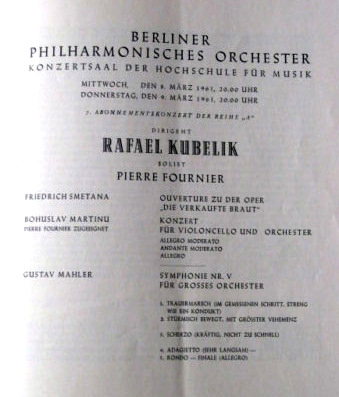 BERLINER
PHILHARMONISCHES ORCHESTER
KONZERTSAAL DER HOCHSCHULE FÜR MUSIK
MITTWOCH, DEN 8. MÄRZ 1961, 20.00 UHR
DONNERSTAG, DEN 9. MÄRZ 1961, 20.00 UHR
7. ABONNEMENTSKONZERT DER REIHE „A“
DIRIGENT
RAFAEL KUBELIK
SOLIST
PIERRE FOURNIER
FRIEDRICH SMETANA
OUVERTURE ZU DER OPER
„DIE VERKAUFTE BRAUT“
BOHUSLAV MARTINU
PIERRE FOURNIER ZUGEEIGNET
KONZERT
FÜR VIOLONCELLO UND ORCHESTER
ALLEGRO MODERATO
ANDANTE MODERATO
ALLEGRO
GUSTAV MAHLER
SYMPHONIE NR. V
FÜR GROSSES ORCHESTER
1. TRAUERMARSCH (IM GEMESSENEN SCHRITT, STRENG
WIE EIN KONDUKT)
2. STÜRMISCH BEWEGT, MIT GRÖSSTER VEHEMENZ
3. SCHERZO (KRÄFTIG, NICHT ZU SCHNELL)
4. ADAGIETTO (SEHR LANGSAM) —
5. RONDO — FINALE (ALLEGRO)